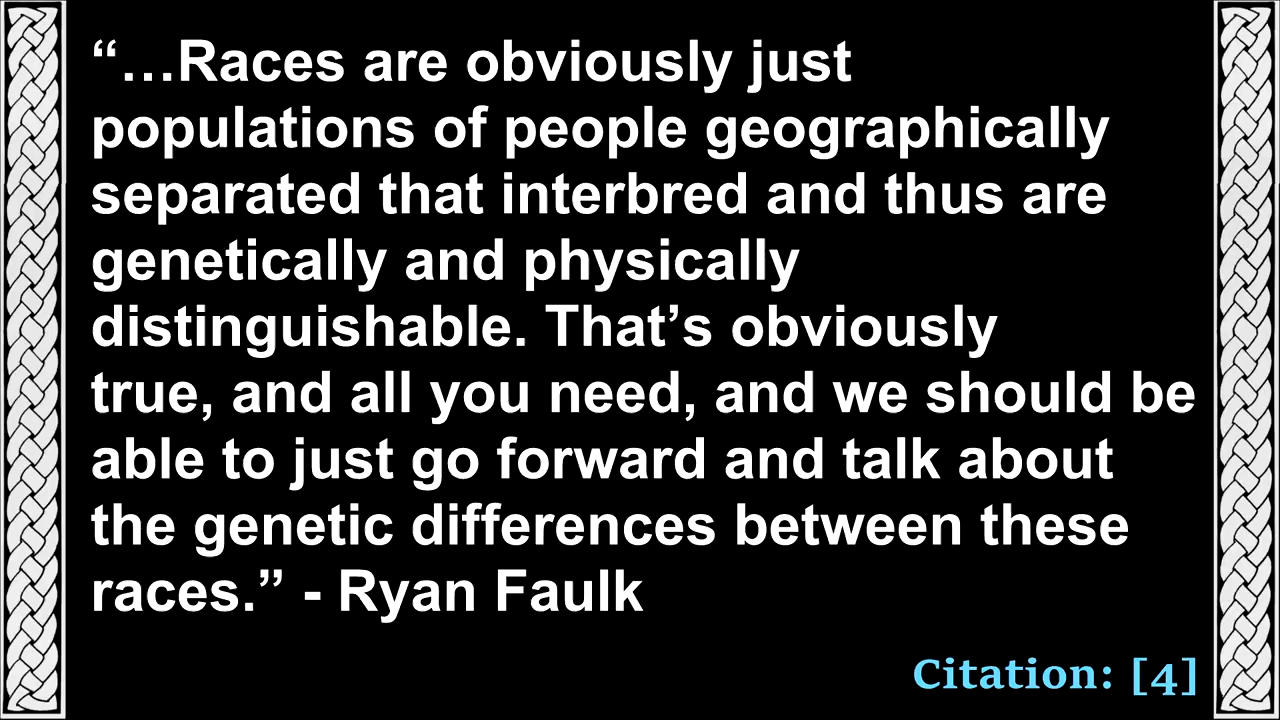 “…Races are obviously just
populations of people geographically
separated that interbred and thus are
genetically and physically
distinguishable. That’s obviously
true, and all you need, and we should be
able to just go forward and talk about
the genetic differences between these
races.” - Ryan Faulk
Citation: [4]